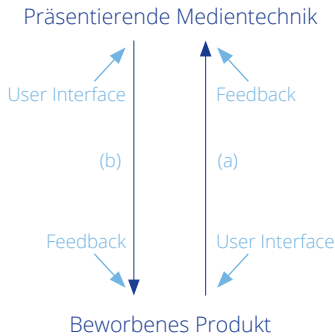 Präsentierende Medientechnik
User Interface
Feedback
(b)
(a)
Feedback
User Interface
Beworbenes Produkt